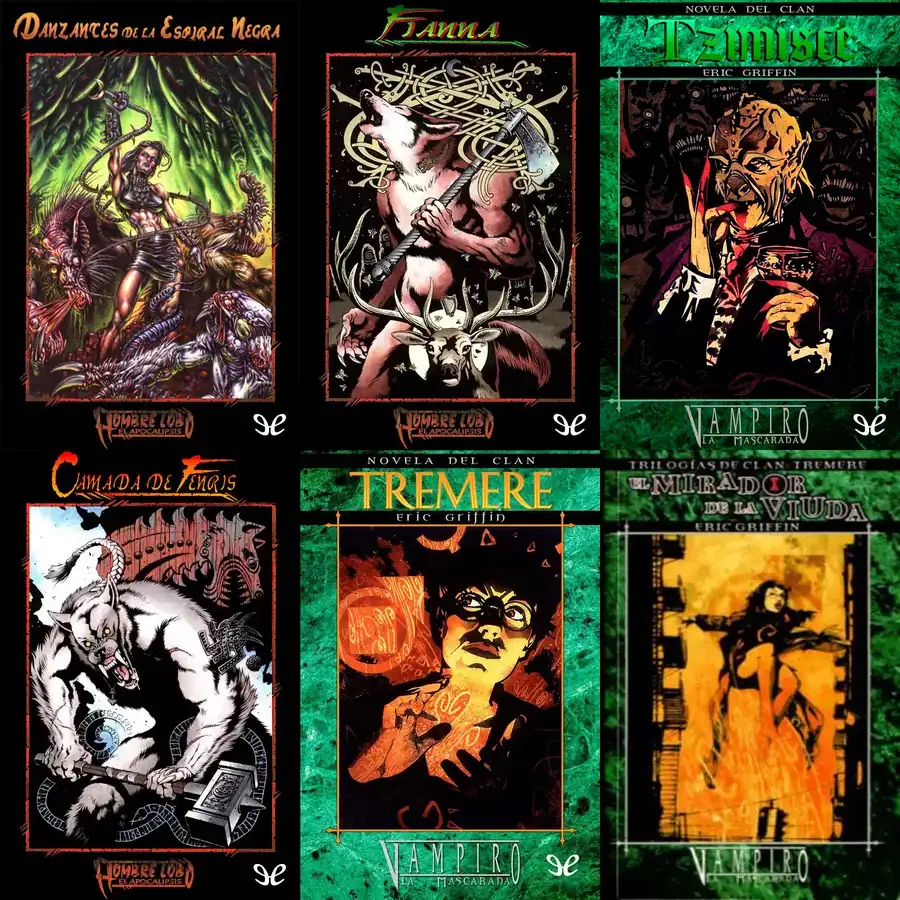 DANZANTES DE LA ESPIRAL NEGRA
HOMBRE LOBO
EL APOCALIPSIS
FIANNA
HOMBRE LOBO
EL APOCALIPSIS
NOVELA DEL CLAN
Tzimisce
ERIC GRIFFIN
VAMPIRO
LA MASCARADA
CAMADA DE FENRIS
HOMBRE LOBO
EL APOCALIPSIS
NOVELA DEL CLAN
TREMERE
ERIC GRIFFIN
VAMPIRO
LA MASCARADA
TRILOGÍAS DE CLAN: TREMERE
EL MIRADOR
DE LA VIUDA
ERIC GRIFFIN
VAMPIRO
LA MASCARADA